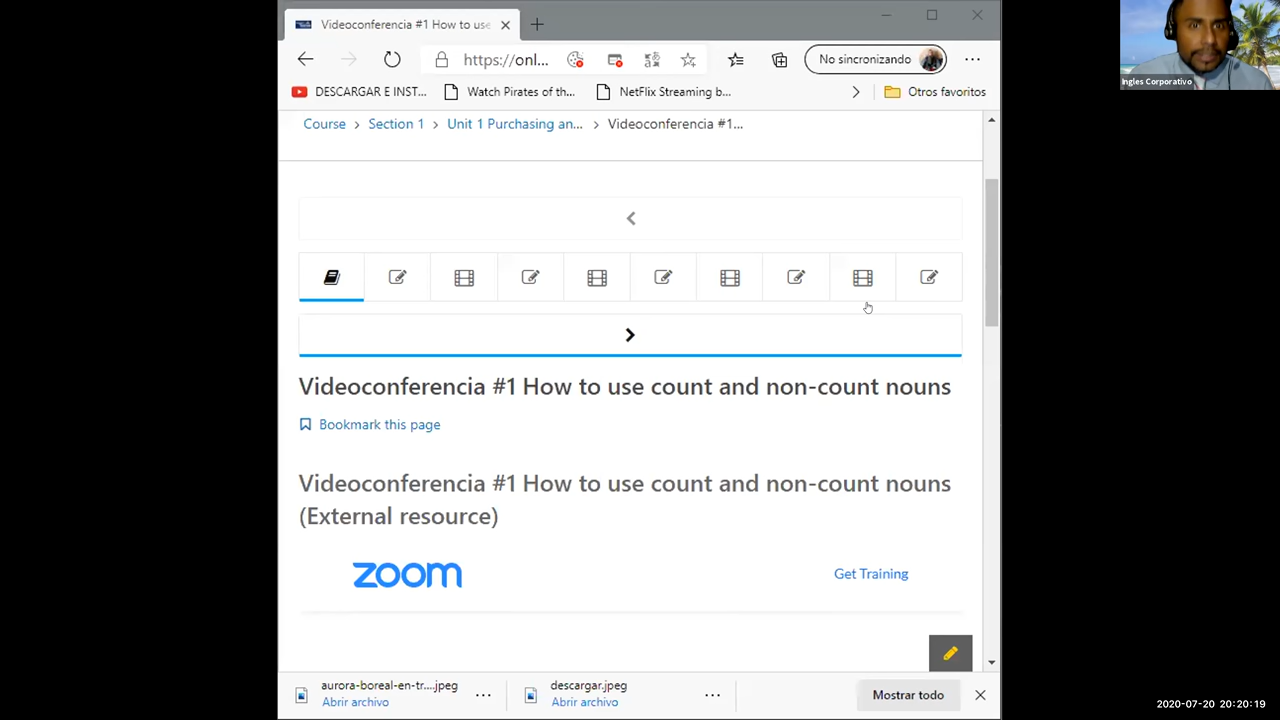 Videoconferencia #1 How to use
https://onl...
No sincronizando
DESCARGAR E INST...
Watch Pirates of th...
NetFlix Streaming b...
Otros favoritos
Ingles Corporativo
Course > Section 1 > Unit 1 Purchasing an... > Videoconferencia #1...
Videoconferencia #1 How to use count and non-count nouns
Bookmark this page
Videoconferencia #1 How to use count and non-count nouns
(External resource)
zoom
Get Training
aurora-boreal-en-tr....jpeg
Abrir archivo
descargar.jpeg
Abrir archivo
Mostrar todo
2020-07-20 20:20:19